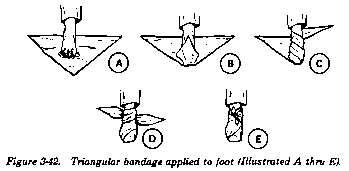 A
B
C
D
E
Figure 3-42. Triangular bandage applied to foot (Illustrated A thru E).